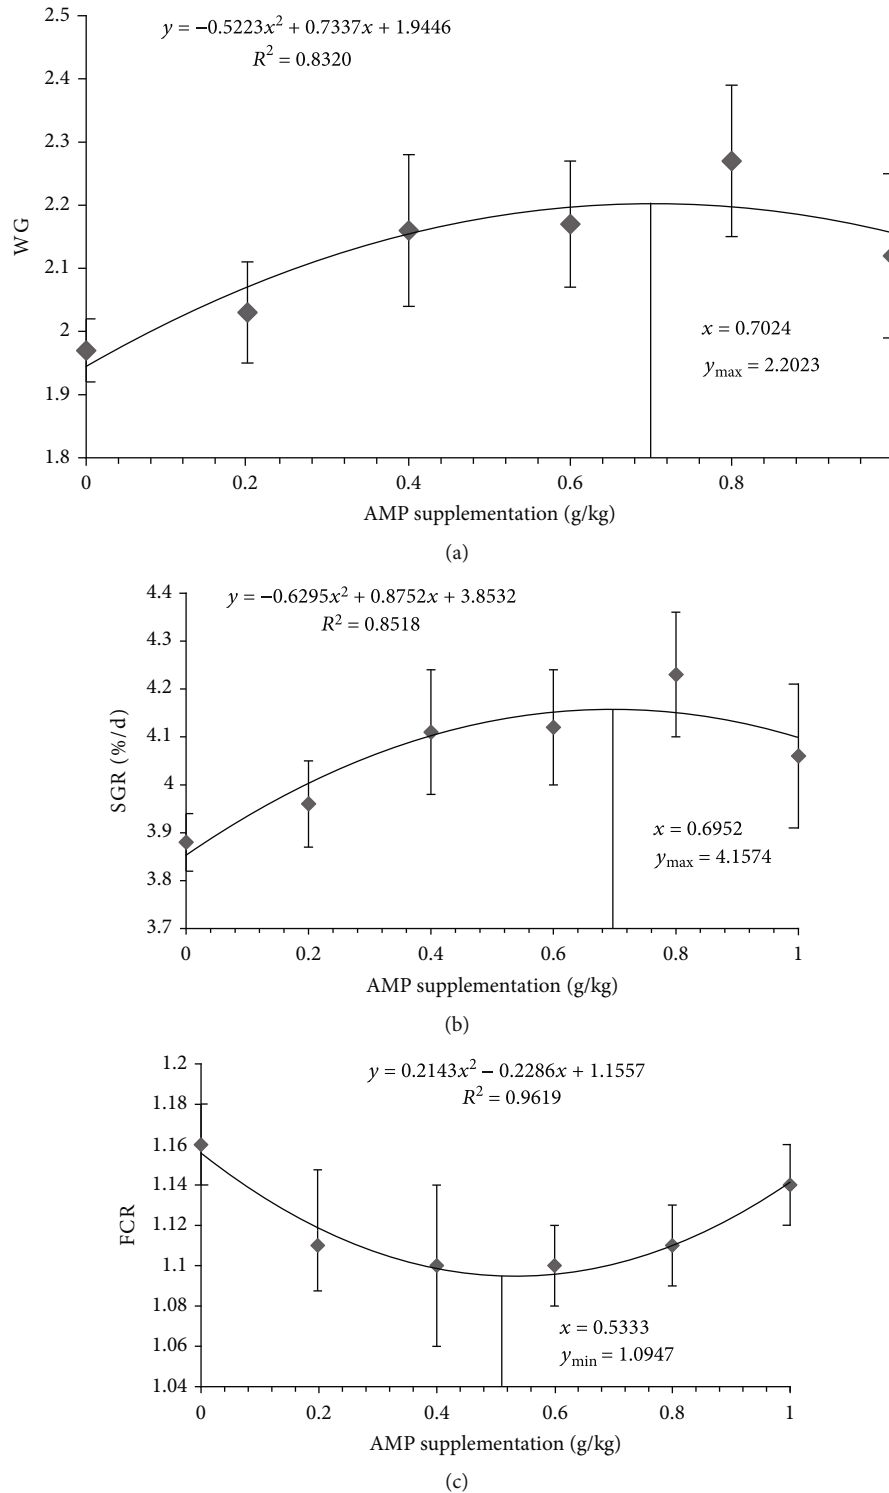 y = −0.5223x² + 0.7337x + 1.9446
R² = 0.8320
2.5
2.4
2.3
2.2
2.1
2
1.9
1.8
WG
x = 0.7024
yₘₐₓ = 2.2023
0 0.2 0.4 0.6 0.8
AMP supplementation (g/kg)
(a)
y = −0.6295x² + 0.8752x + 3.8532
R² = 0.8518
4.4
4.3
4.2
4.1
4
3.9
3.8
3.7
SGR (%/d)
x = 0.6952
yₘₐₓ = 4.1574
0 0.2 0.4 0.6 0.8 1
AMP supplementation (g/kg)
(b)
y = 0.2143x² − 0.2286x + 1.1557
R² = 0.9619
1.2
1.18
1.16
1.14
1.12
1.1
1.08
1.06
1.04
FCR
x = 0.5333
yₘᵢₙ = 1.0947
0 0.2 0.4 0.6 0.8 1
AMP supplementation (g/kg)
(c)